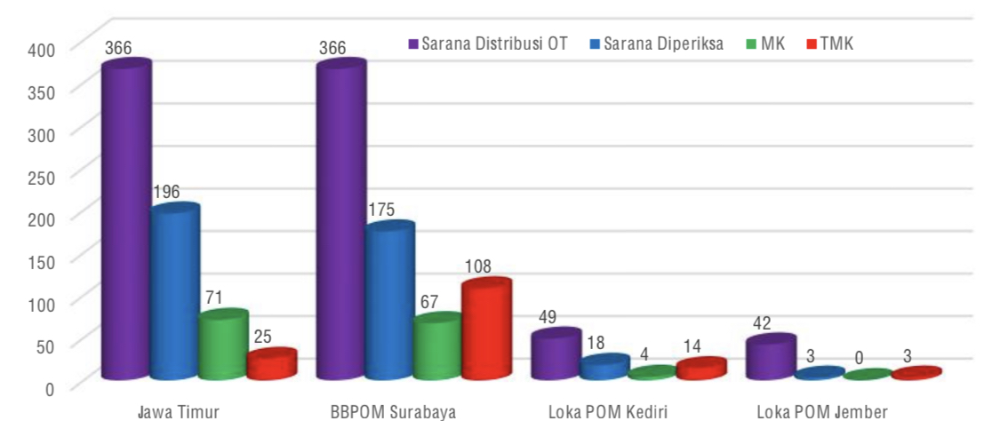 Sarana Distribusi OT Sarana Diperiksa MK TMK
400
350
300
250
200
150
100
50
0
366 196 71 25
366 175 67 108
49 18 4 14
42 3 0 3
Jawa Timur BBPOM Surabaya Loka POM Kediri Loka POM Jember